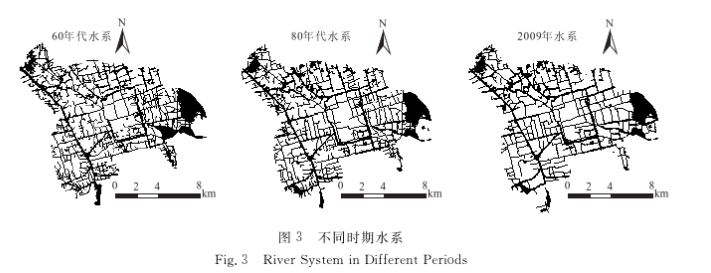 N N N
60年代水系 80年代水系 2009年水系
0 2 4 8 km 0 2 4 8 km 0 2 4 8 km
图 3 不同时期水系
Fig. 3 River System in Different Periods